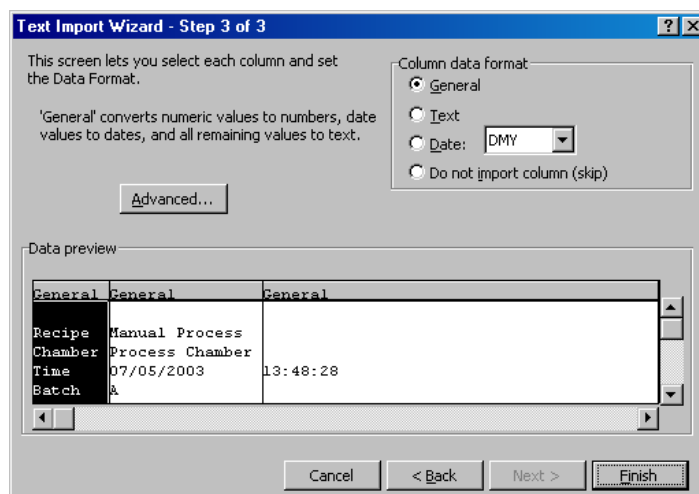 Text Import Wizard - Step 3 of 3
This screen lets you select each column and set
the Data Format.
'General' converts numeric values to numbers, date
values to dates, and all remaining values to text.
Advanced...
Column data format
General
Text
Date: DMY
Do not import column (skip)
Data preview
General General General
Recipe Manual Process
Chamber Process Chamber
Time 07/05/2003 13:48:28
Batch A
Cancel < Back Next > Finish